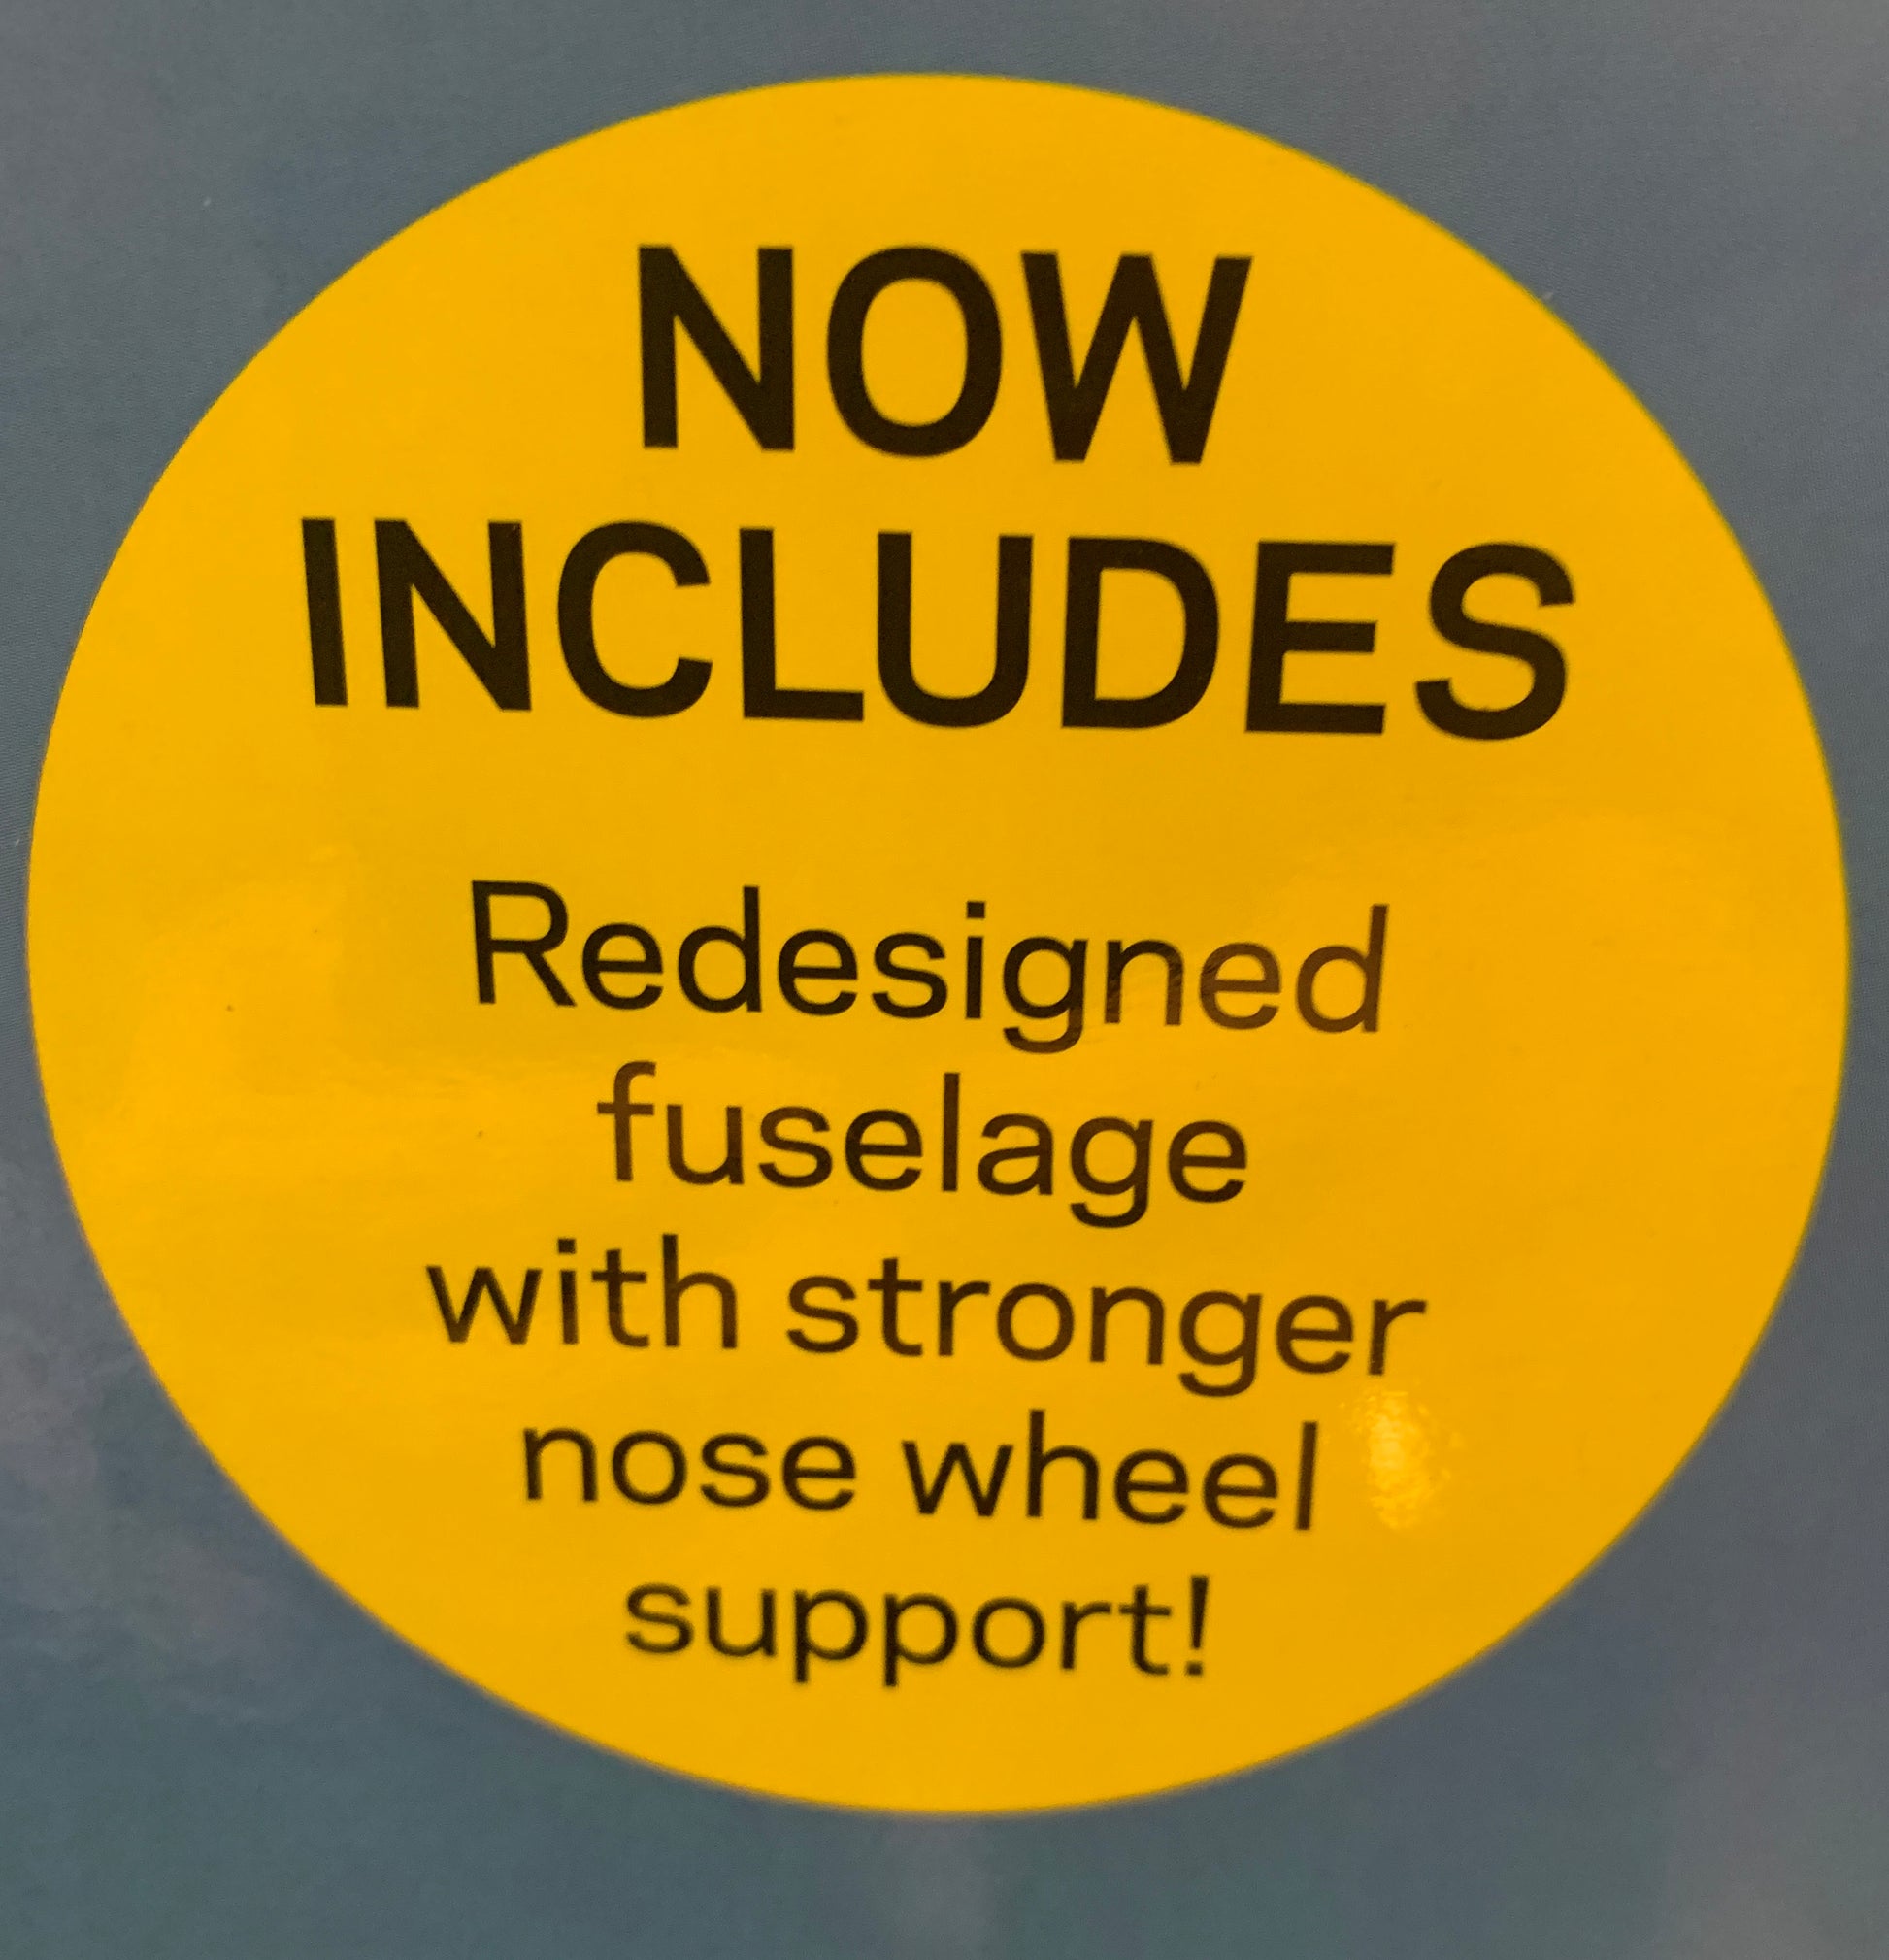 NOW
INCLUDES
Redesigned
fuselage
with stronger
nose wheel
support!